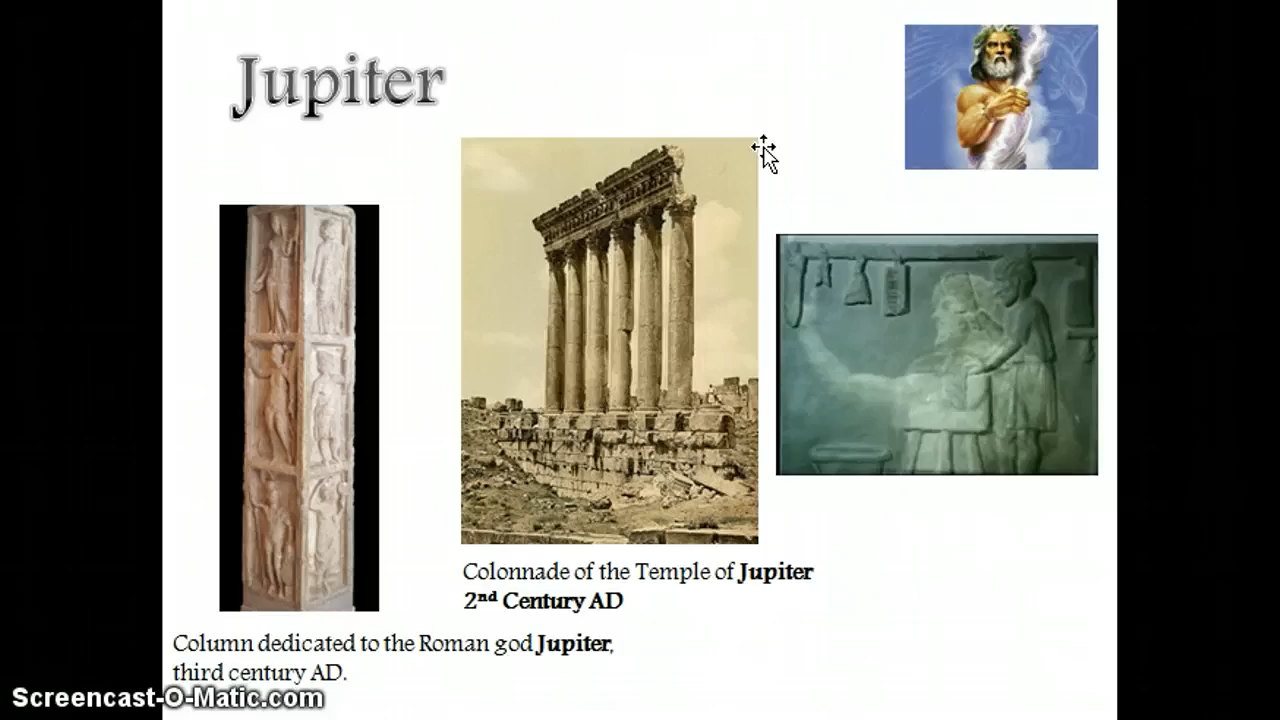 Jupiter
Colonnade of the Temple of Jupiter
2nd Century AD
Column dedicated to the Roman god Jupiter,
third century AD.
Screencast-O-Matic.com